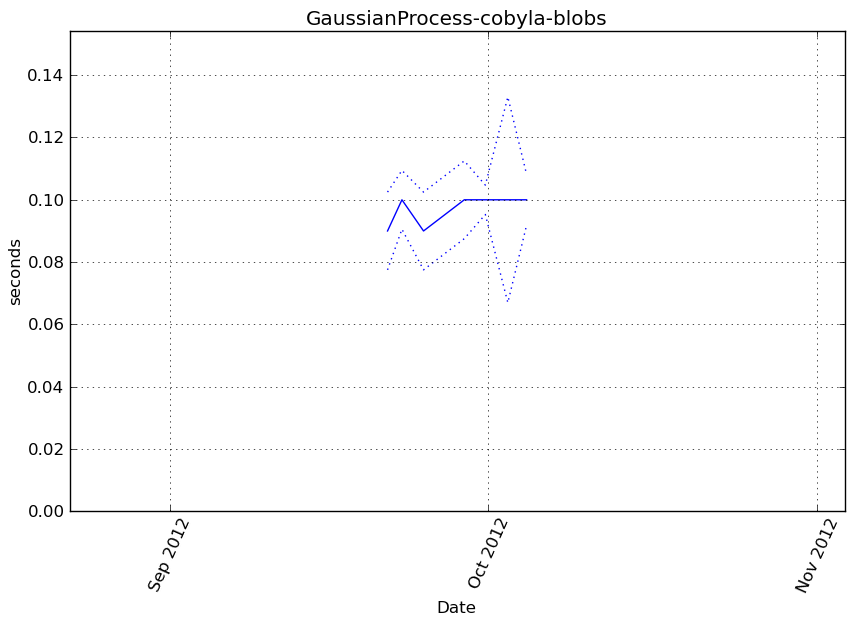 GaussianProcess-cobyla-blobs
0.14
0.12
0.10
0.08
0.06
0.04
0.02
0.00
seconds
Sep 2012
Oct 2012
Nov 2012
Date